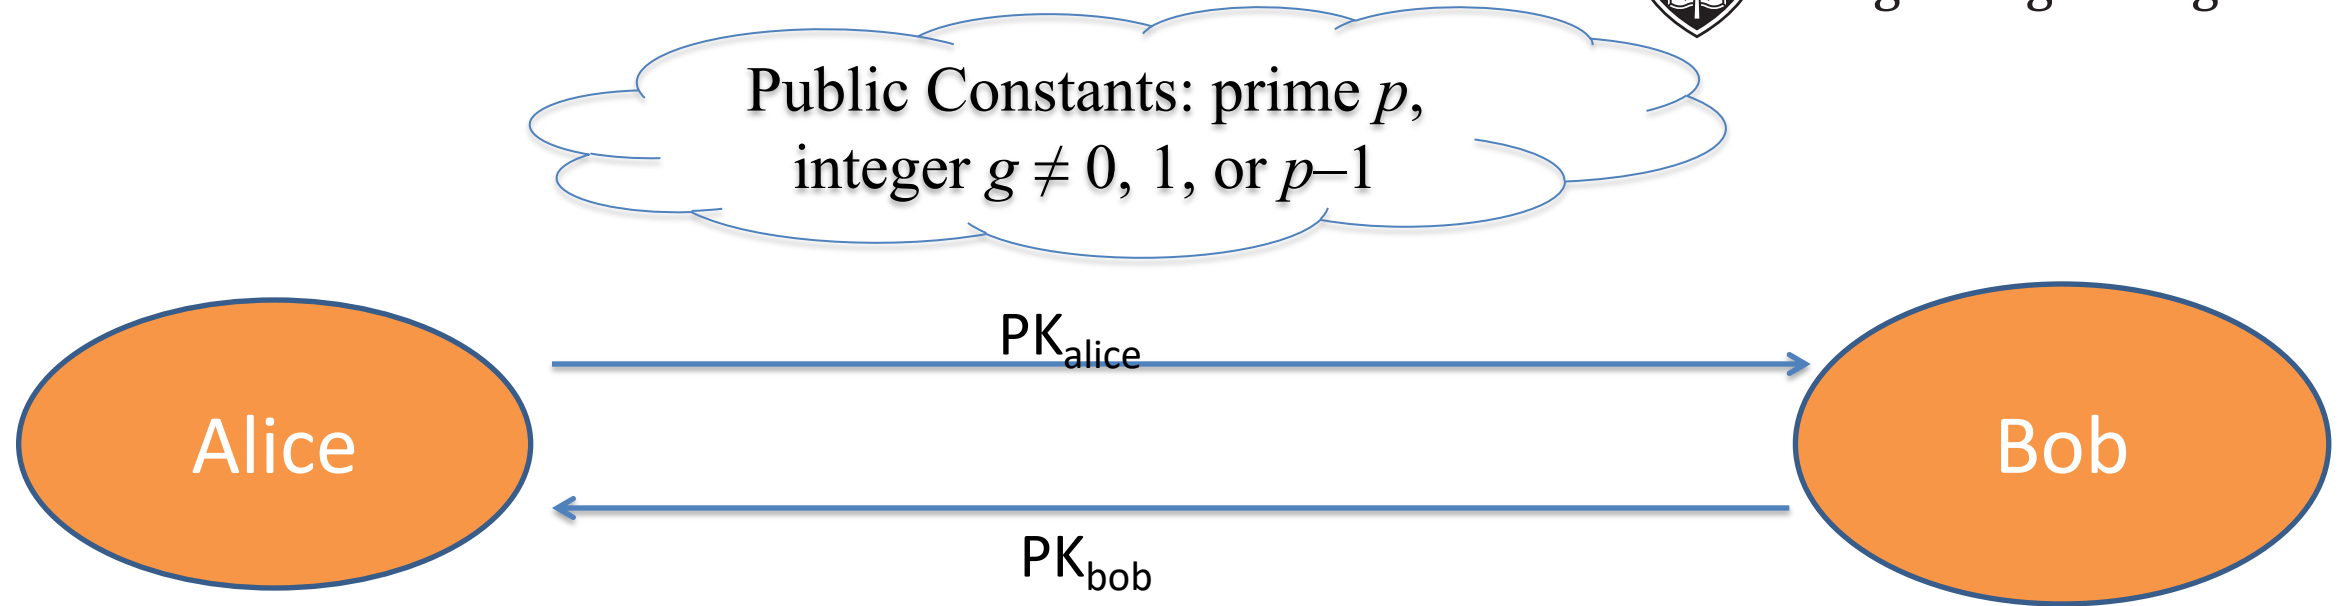 Public Constants: prime p,
integer g ≠ 0, 1, or p–1
PKalice
Alice
Bob
PKbob